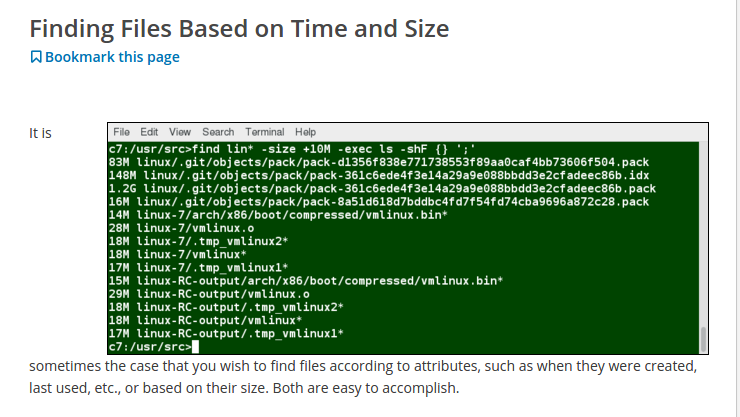 Finding Files Based on Time and Size
Bookmark this page
It is
File Edit View Search Terminal Help
c7:/usr/src>find lin* -size +10M -exec ls -shF {} ';'
83M linux/.git/objects/pack/pack-d1356f838e771738553f89aa0caf4bb73606f504.pack
148M linux/.git/objects/pack/pack-361c6ede4f3e14a29a9e088bbdd3e2cfadeec86b.idx
1.2G linux/.git/objects/pack/pack-361c6ede4f3e14a29a9e088bbdd3e2cfadeec86b.pack
16M linux/.git/objects/pack/pack-8a51d618d7bddbc4fd7f54fd74cba9696a872c28.pack
14M linux-7/arch/x86/boot/compressed/vmlinux.bin*
28M linux-7/vmlinux.o
18M linux-7/.tmp_vmlinux2*
18M linux-7/vmlinux*
17M linux-7/.tmp_vmlinux1*
15M linux-RC-output/arch/x86/boot/compressed/vmlinux.bin*
29M linux-RC-output/vmlinux.o
18M linux-RC-output/.tmp_vmlinux2*
18M linux-RC-output/vmlinux*
17M linux-RC-output/.tmp_vmlinux1*
c7:/usr/src>
sometimes the case that you wish to find files according to attributes, such as when they were created,
last used, etc., or based on their size. Both are easy to accomplish.